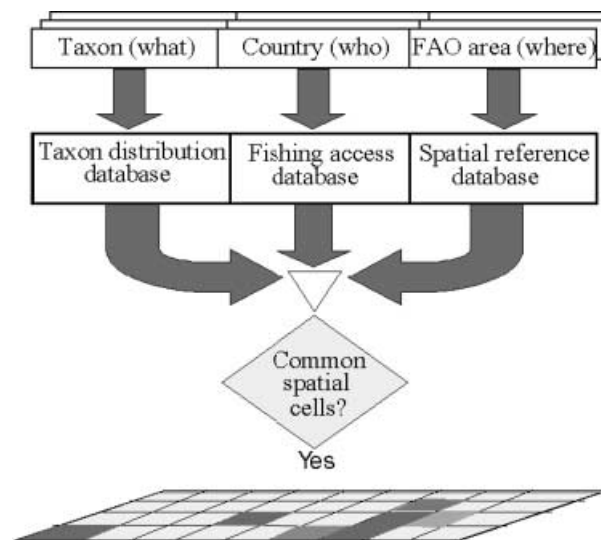 Taxon (what) Country (who) FAO area (where)
Taxon distribution Fishing access Spatial reference
database database database
Common
spatial
cells?
Yes